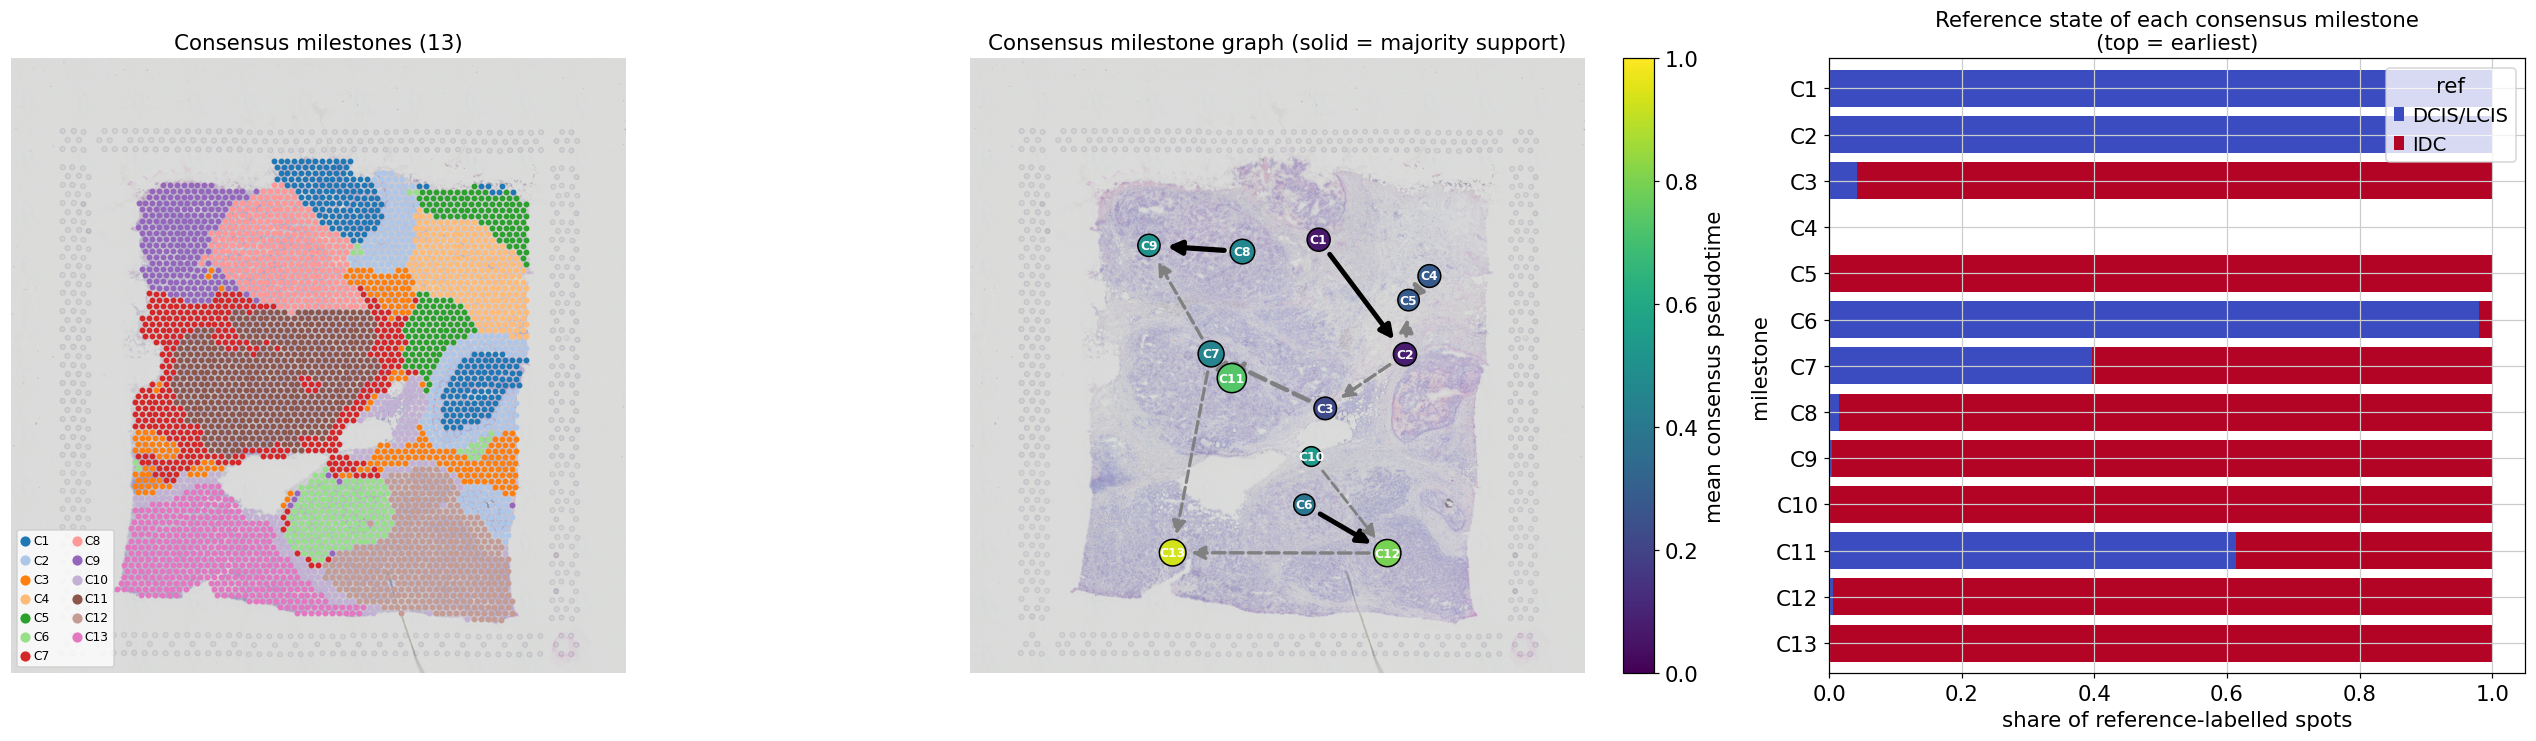 Consensus milestones (13)
C1
C2
C3
C4
C5
C6
C7
C8
C9
C10
C11
C12
C13
Consensus milestone graph (solid = majority support)
C9
C8
C1
C4
C5
C7
C2
C11
C3
C10
C6
C13
C12
1.0
0.8
0.6
0.4
0.2
0.0
mean consensus pseudotime
Reference state of each consensus milestone
(top = earliest)
ref
DCIS/LCIS
IDC
milestone
C1
C2
C3
C4
C5
C6
C7
C8
C9
C10
C11
C12
C13
0.0 0.2 0.4 0.6 0.8 1.0
share of reference-labelled spots